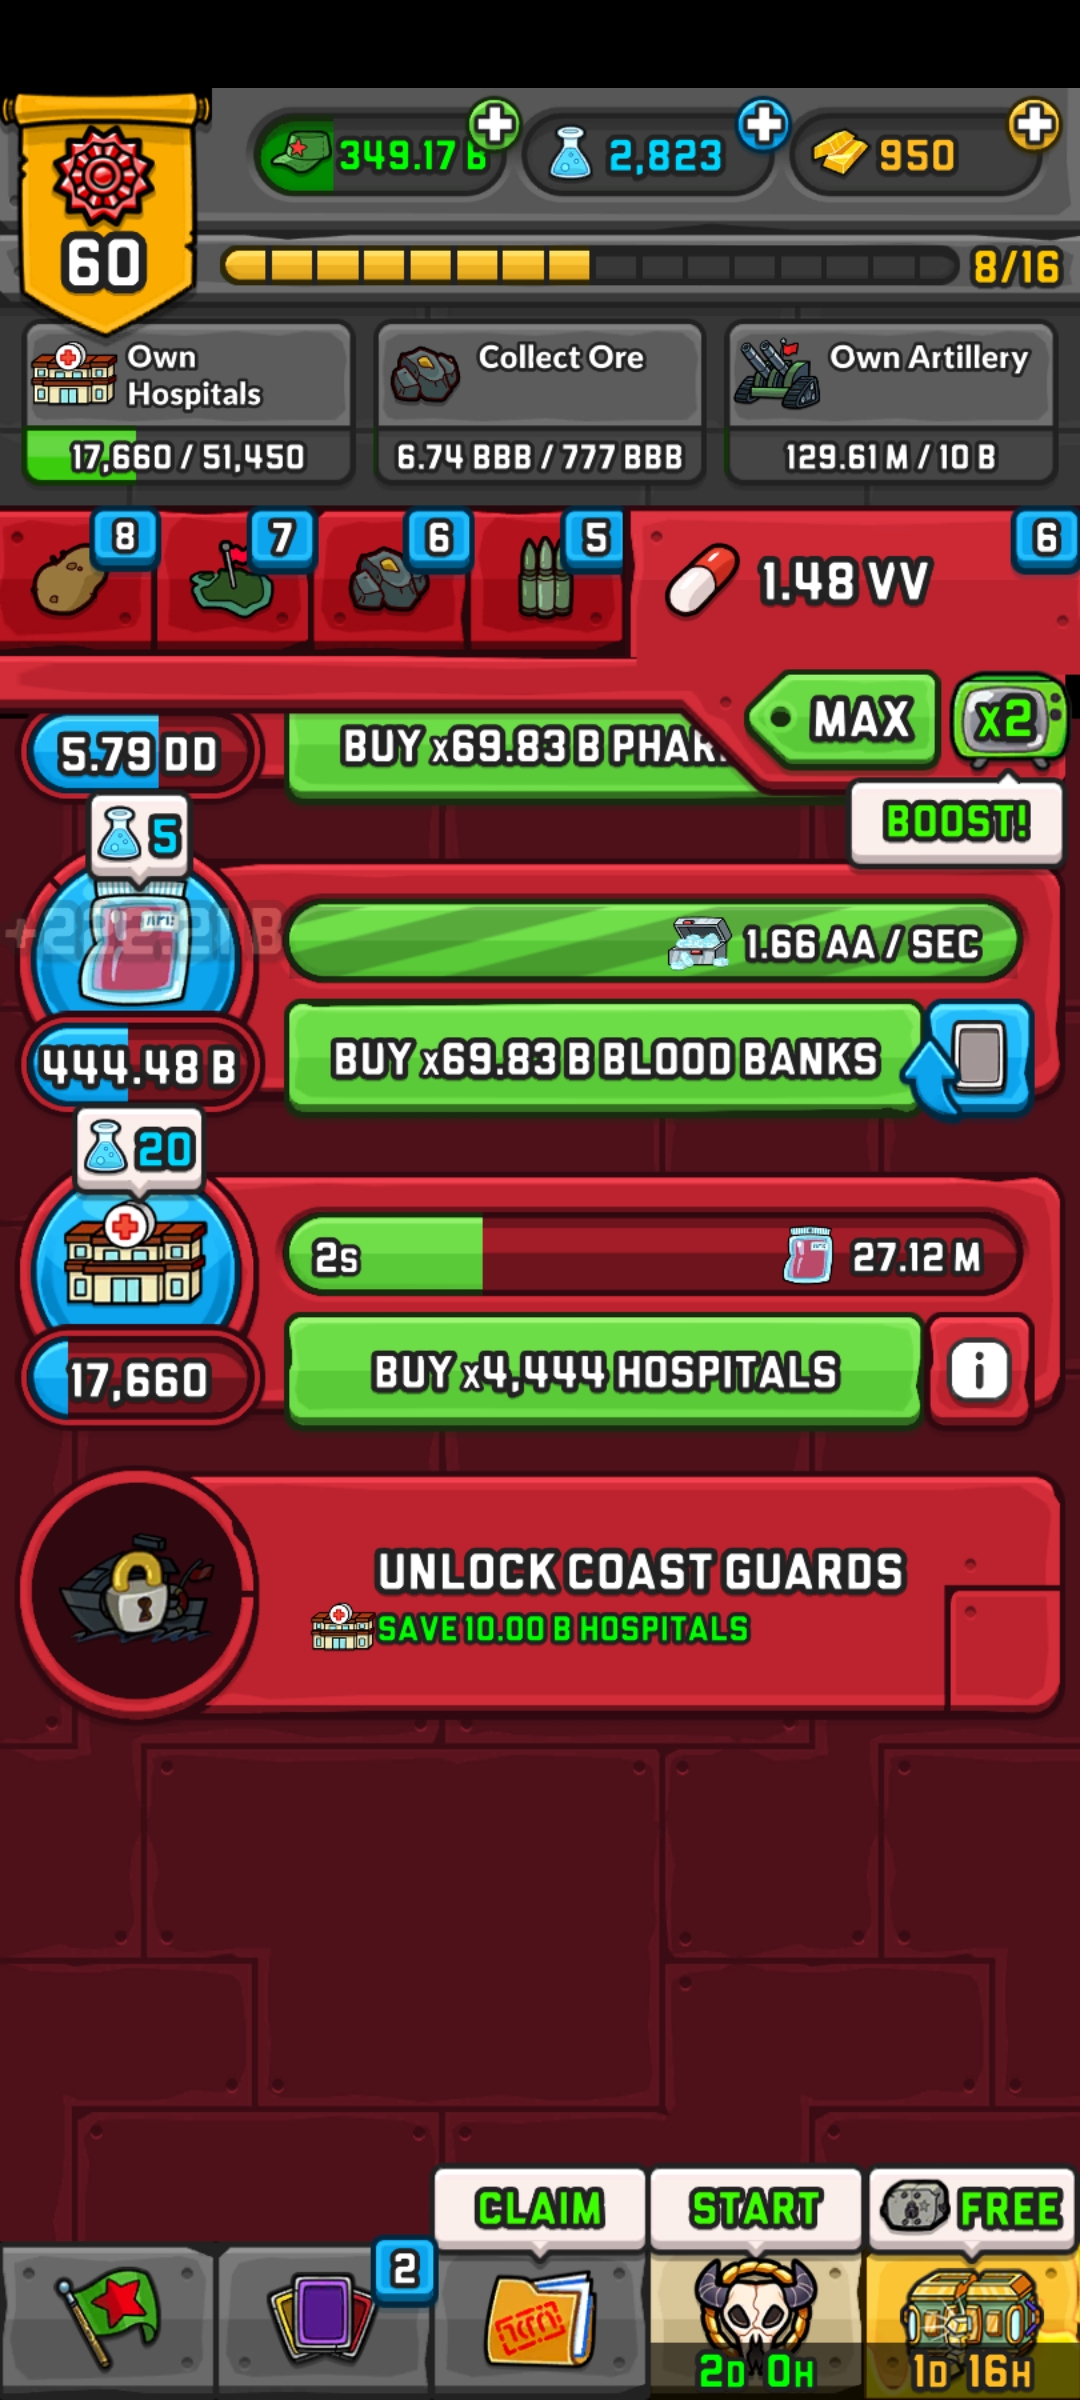 349.17 B
2,823
950
60
8/16
Own
Hospitals
17,660 / 51,450
Collect Ore
6.74 BBB / 777 BBB
Own Artillery
129.61 M / 10 B
8
7
6
5
1.48 VV
6
MAX
x2
BOOST!
5.79 DD
BUY x69.83 B PHAR
5
1.66 AA / SEC
444.48 B
BUY x69.83 B BLOOD BANKS
20
2s
27.12 M
17,660
BUY x4,444 HOSPITALS
i
UNLOCK COAST GUARDS
SAVE 10.00 B HOSPITALS
CLAIM
START
FREE
2
2D 0H
1D 16H